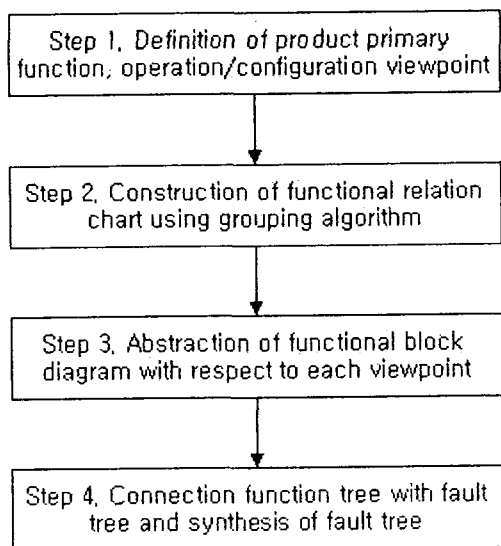 Step 1, Definition of product primary
function, operation/configuration viewpoint
Step 2, Construction of functional relation
chart using grouping algorithm
Step 3, Abstraction of functional block
diagram with respect to each viewpoint
Step 4, Connection function tree with fault
tree and synthesis of fault tree